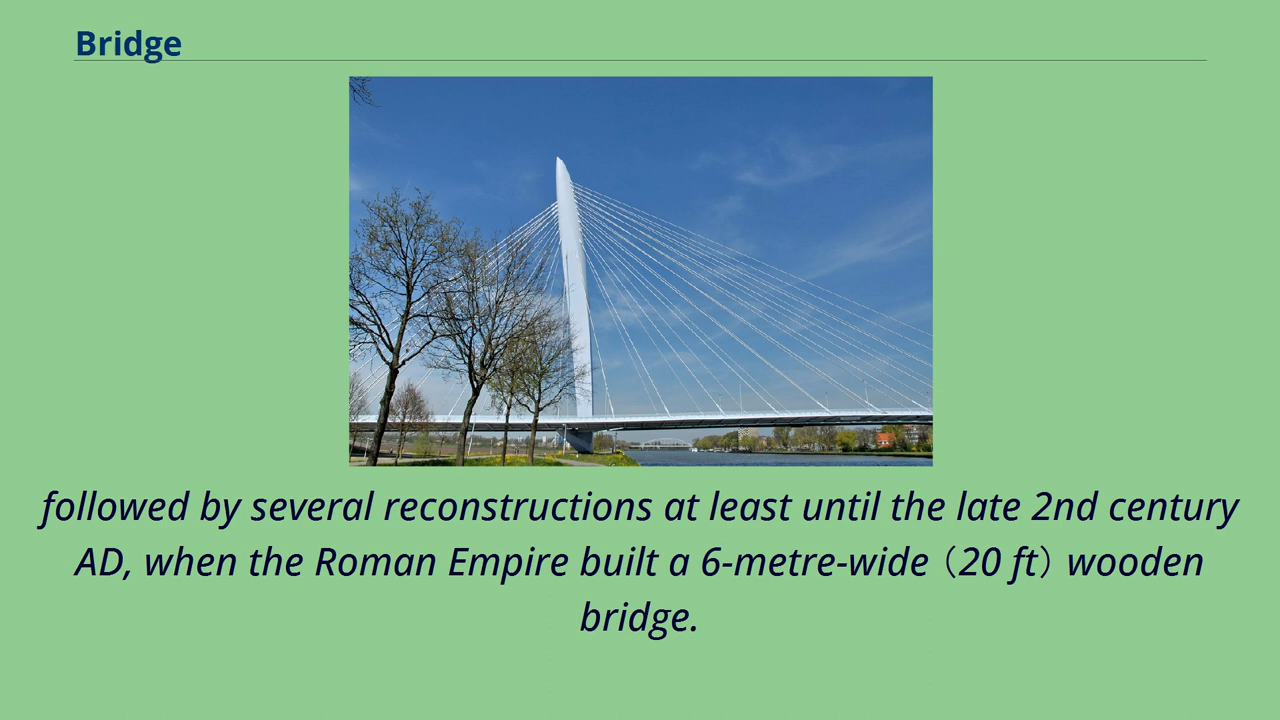 Bridge
followed by several reconstructions at least until the late 2nd century
AD, when the Roman Empire built a 6-metre-wide（20 ft）wooden
bridge.